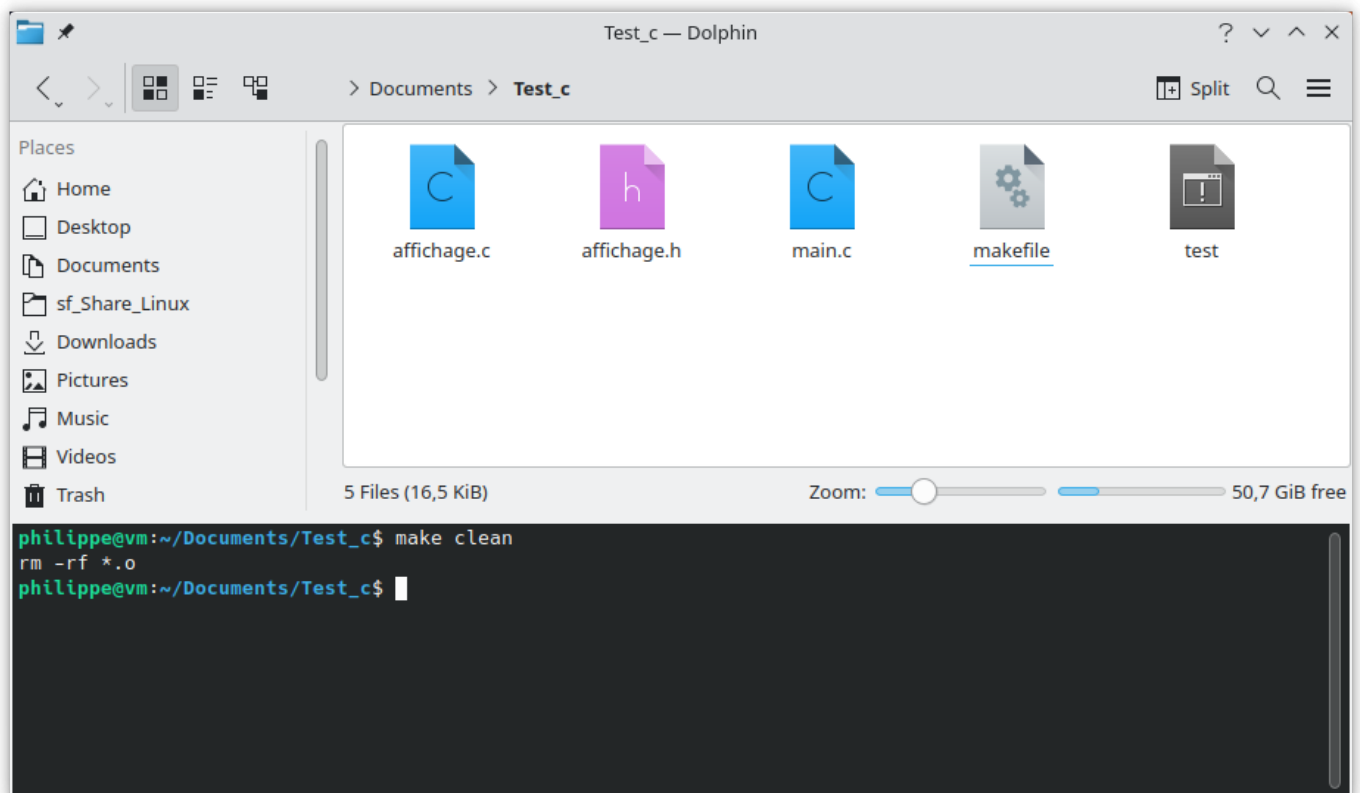 Test_c — Dolphin
Documents > Test_c
Split
Places
Home
Desktop
Documents
sf_Share_Linux
Downloads
Pictures
Music
Videos
Trash
C
h
C
affichage.c
affichage.h
main.c
makefile
test
5 Files (16,5 KiB)
Zoom:
50,7 GiB free
philippe@vm:~/Documents/Test_c$ make clean
rm -rf *.o
philippe@vm:~/Documents/Test_c$